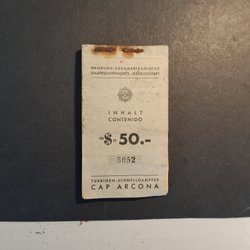 HAMBURG-SÜDAMERIKANISCHE
DAMPFSCHIFFFAHRTS-GESELLSCHAFT
INHALT
CONTENIDO
m$n 50.-
5052
TURBINEN-SCHNELLDAMPFER
CAP ARCONA